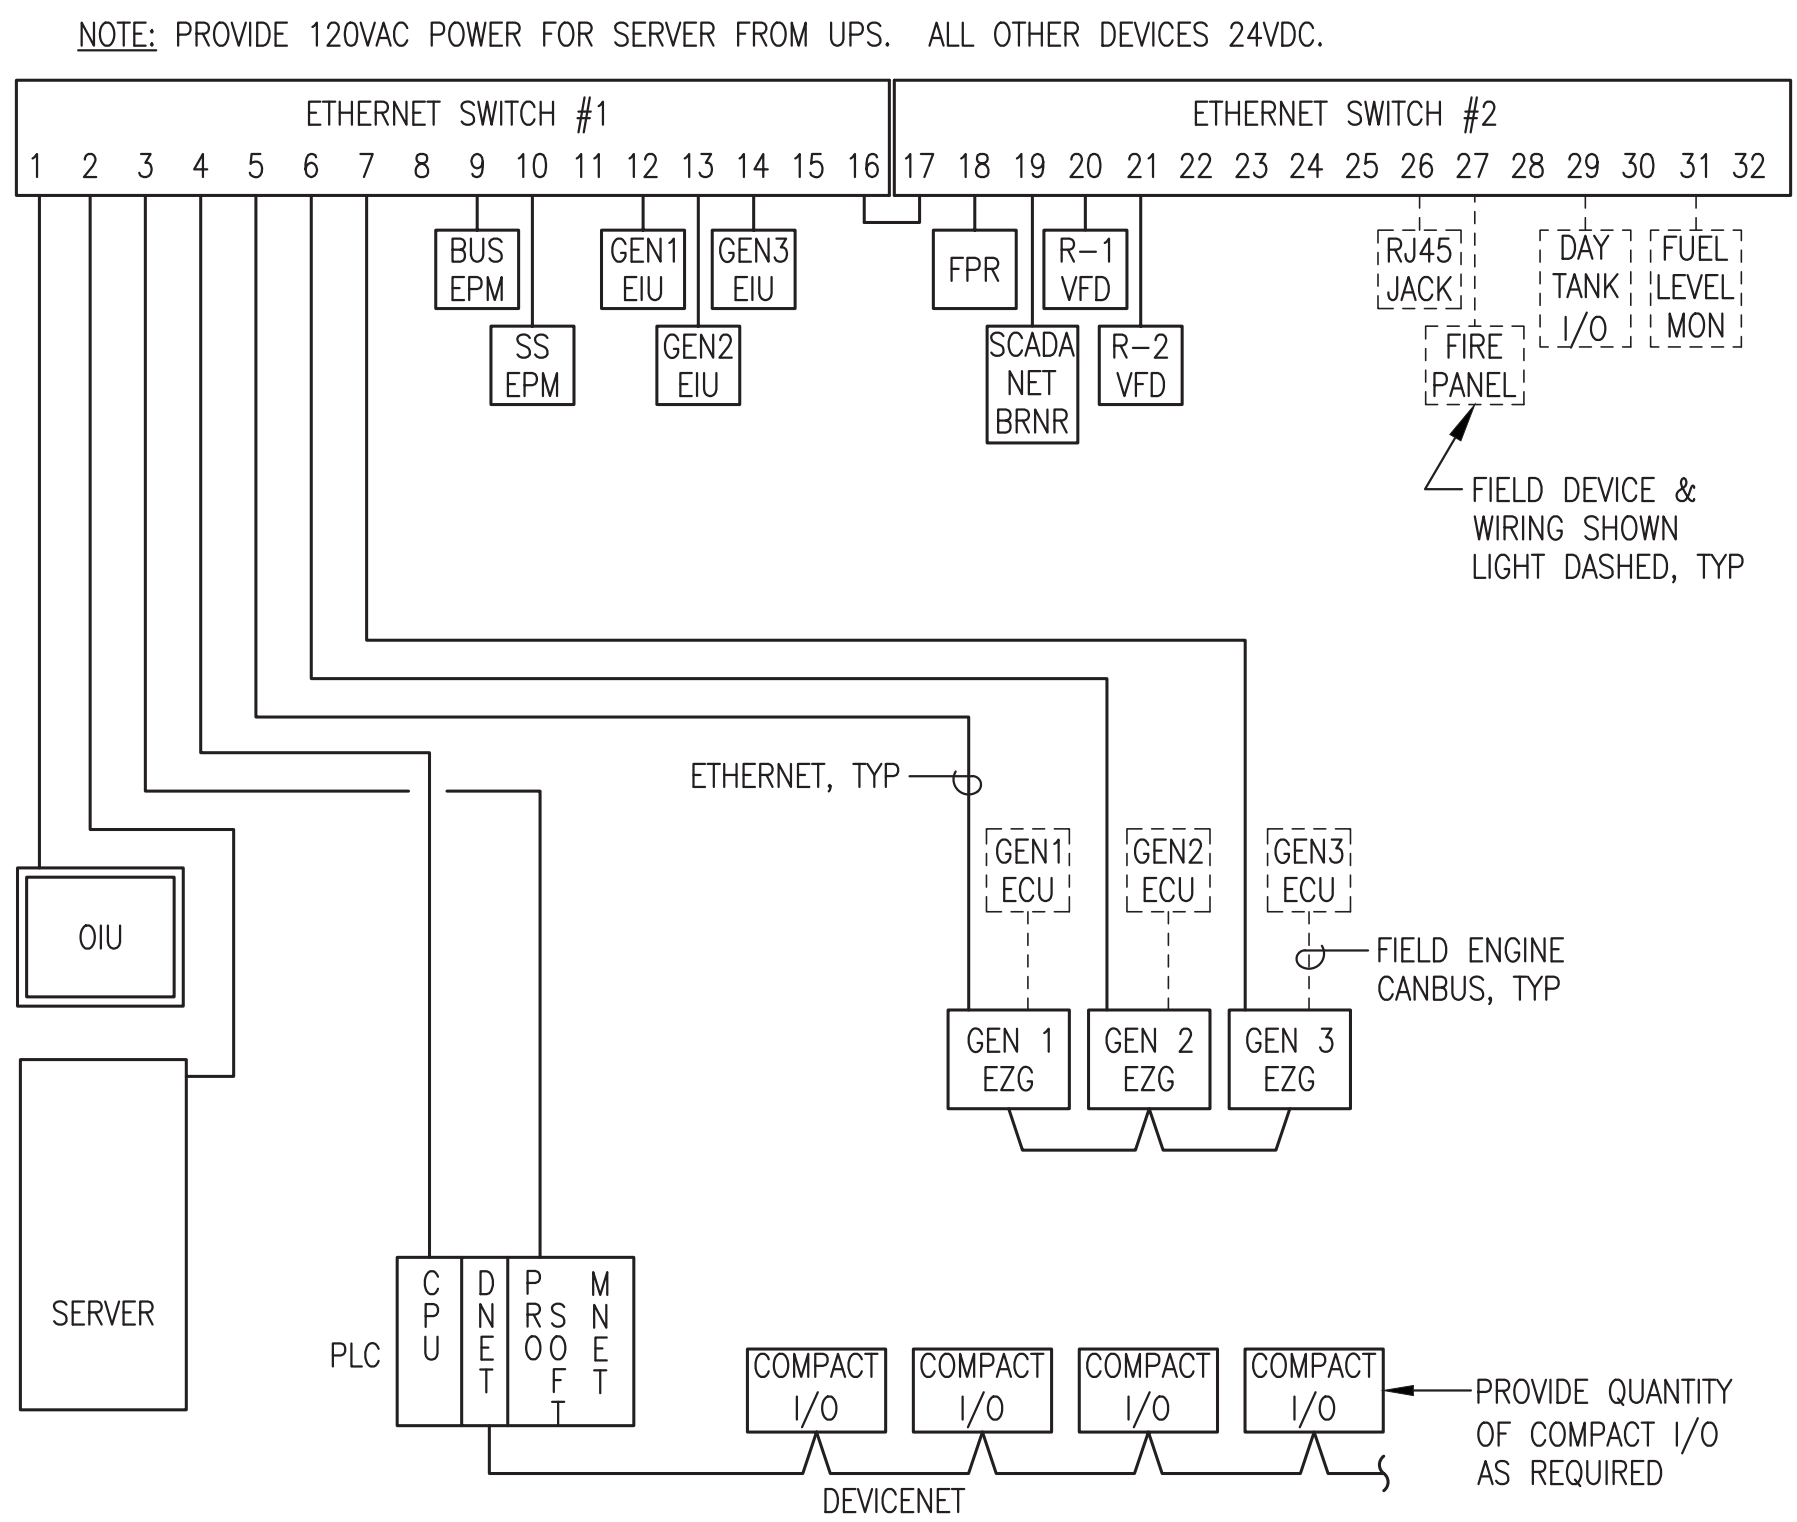 NOTE: PROVIDE 120VAC POWER FOR SERVER FROM UPS. ALL OTHER DEVICES 24VDC.
ETHERNET SWITCH #1
1 2 3 4 5 6 7 8 9 10 11 12 13 14 15 16
ETHERNET SWITCH #2
17 18 19 20 21 22 23 24 25 26 27 28 29 30 31 32
BUS
EPM
SS
EPM
GEN1
EIU
GEN2
EIU
GEN3
EIU
FPR
SCADA
NET
BRNR
R-1
VFD
R-2
VFD
RJ45
JACK
FIRE
PANEL
DAY
TANK
I/O
FUEL
LEVEL
MON
FIELD DEVICE &
WIRING SHOWN
LIGHT DASHED, TYP
ETHERNET, TYP
GEN1
ECU
GEN2
ECU
GEN3
ECU
FIELD ENGINE
CANBUS, TYP
OIU
GEN 1
EZG
GEN 2
EZG
GEN 3
EZG
SERVER
PLC
CPU
DNET
PRO
SOFT
MNET
COMPACT
I/O
COMPACT
I/O
COMPACT
I/O
COMPACT
I/O
PROVIDE QUANTITY
OF COMPACT I/O
AS REQUIRED
DEVICENET